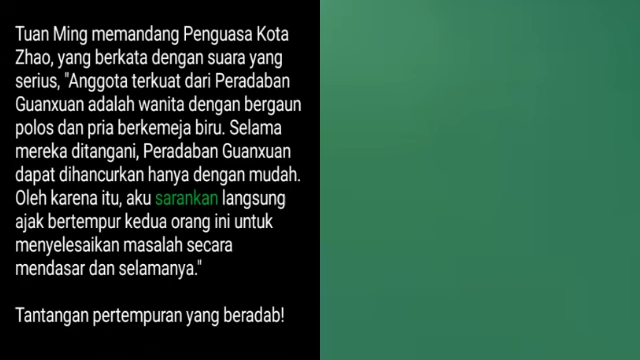 Tuan Ming memandang Penguasa Kota
Zhao, yang berkata dengan suara yang
serius, "Anggota terkuat dari Peradaban
Guanxuan adalah wanita dengan bergaun
polos dan pria berkemeja biru. Selama
mereka ditangani, Peradaban Guanxuan
dapat dihancurkan hanya dengan mudah.
Oleh karena itu, aku sarankan langsung
ajak bertempur kedua orang ini untuk
menyelesaikan masalah secara
mendasar dan selamanya."
Tantangan pertempuran yang beradab!